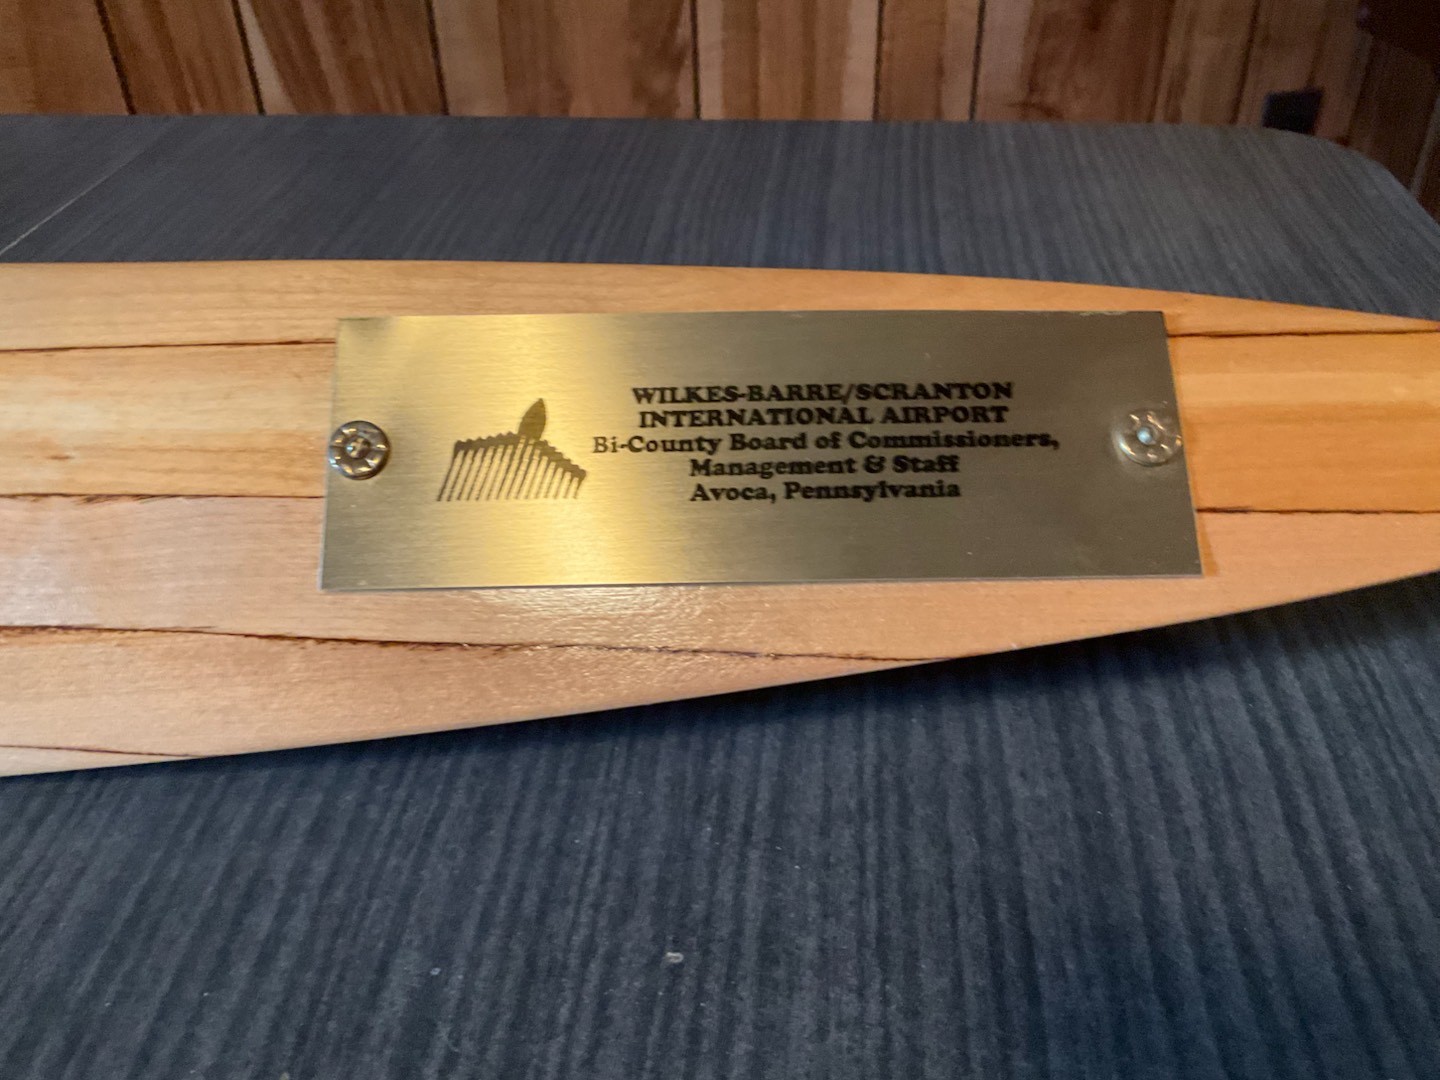 WILKES-BARRE/SCRANTON
INTERNATIONAL AIRPORT
Bi-County Board of Commissioners,
Management & Staff
Avoca, Pennsylvania